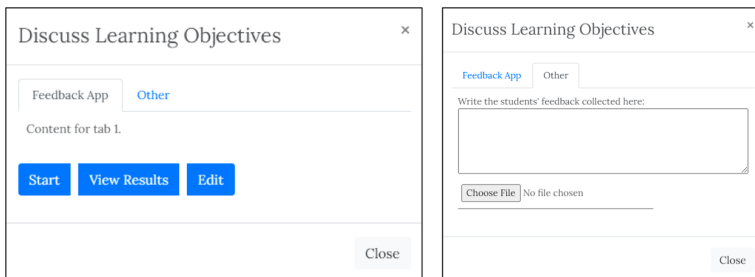 Discuss Learning Objectives ×
Feedback App Other
Content for tab 1.
Start View Results Edit
Close
Discuss Learning Objectives ×
Feedback App Other
Write the students' feedback collected here:
Choose File No file chosen
Close